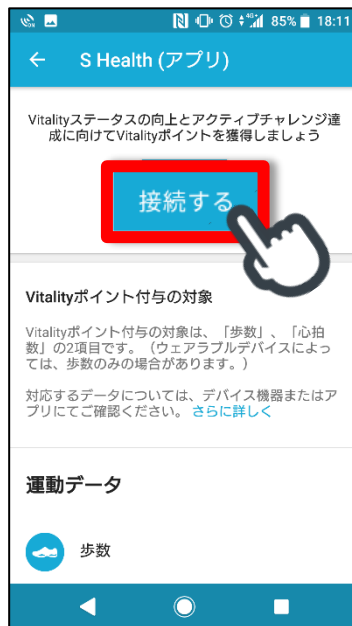 85% 18:11
S Health (アプリ)
Vitalityステータスの向上とアクティブチャレンジ達
成に向けてVitalityポイントを獲得しましょう
接続する
Vitalityポイント付与の対象
Vitalityポイント付与の対象は、「歩数」、「心拍
数」の2項目です。（ウェアラブルデバイスによっ
ては、歩数のみの場合があります。）
対応するデータについては、デバイス機器またはア
プリにてご確認ください。 さらに詳しく
運動データ
歩数